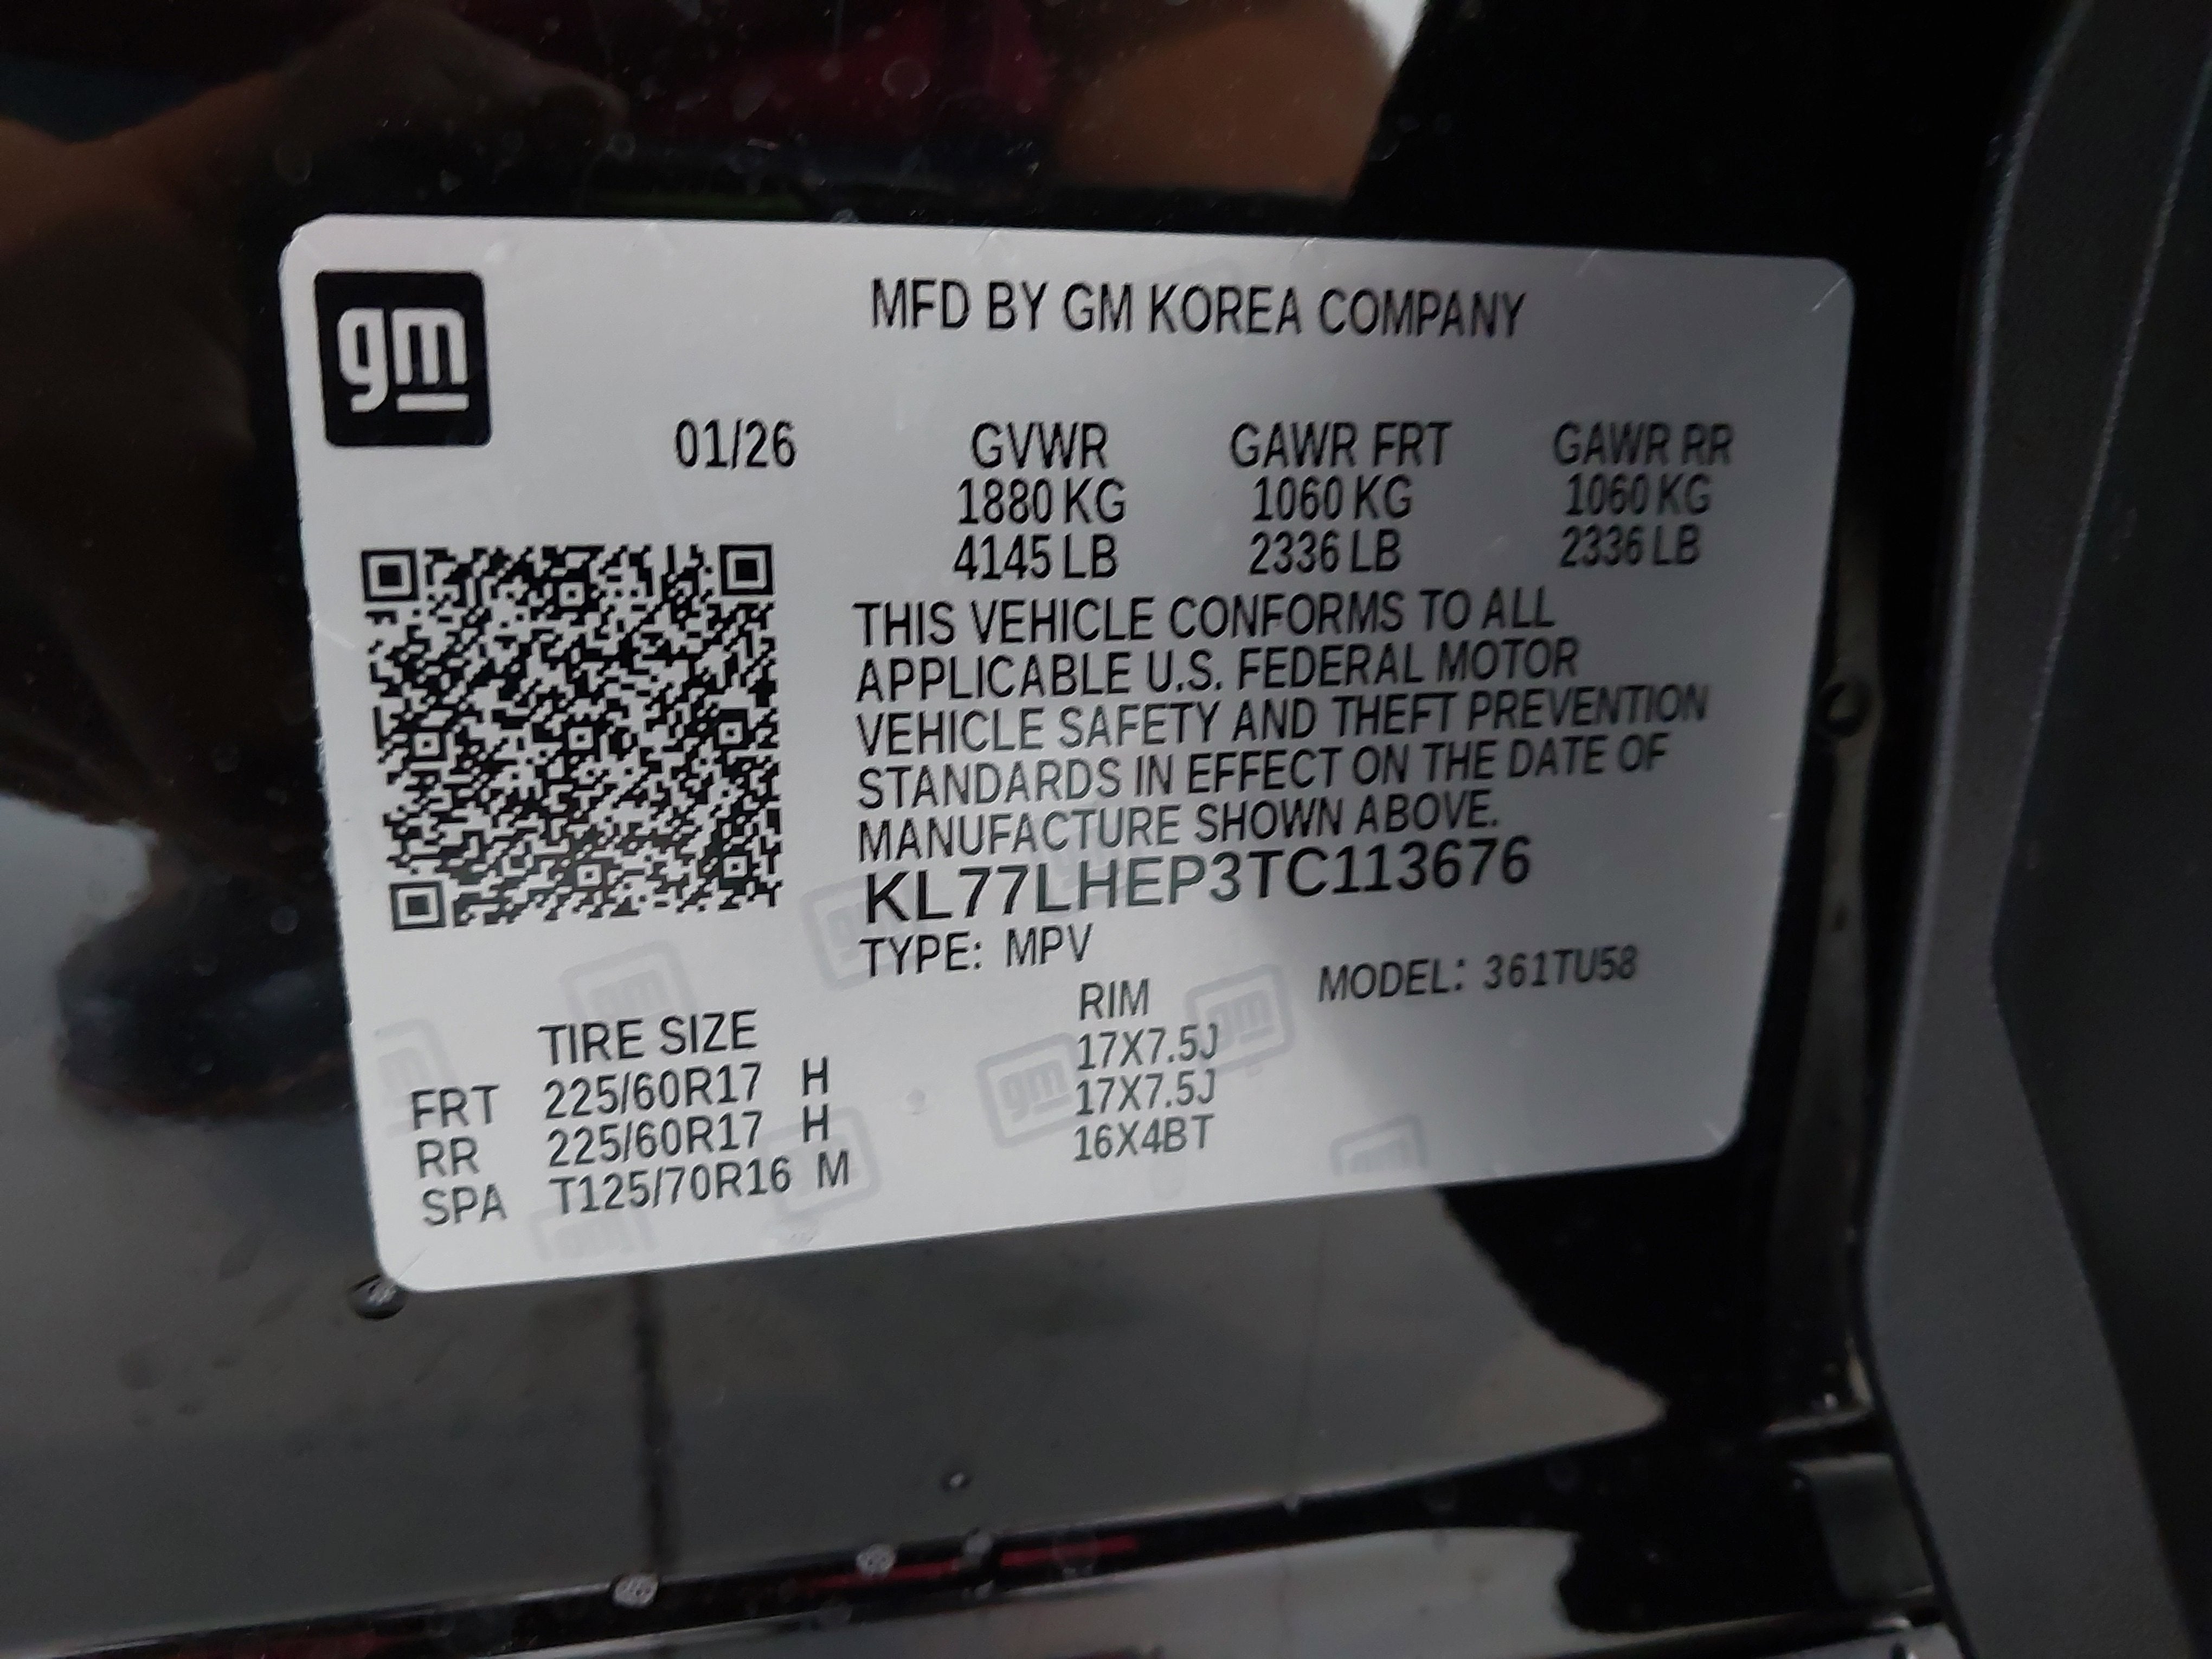 gm
MFD BY GM KOREA COMPANY
01/26 GVWR GAWR FRT GAWR RR
1880 KG 1060 KG 1060 KG
4145 LB 2336 LB 2336 LB
THIS VEHICLE CONFORMS TO ALL
APPLICABLE U.S. FEDERAL MOTOR
VEHICLE SAFETY AND THEFT PREVENTION
STANDARDS IN EFFECT ON THE DATE OF
MANUFACTURE SHOWN ABOVE.
KL77LHEP3TC113676
TYPE: MPV MODEL: 361TU58
TIRE SIZE RIM
FRT 225/60R17 H 17X7.5J
RR 225/60R17 H 17X7.5J
SPA T125/70R16 M 16X4BT